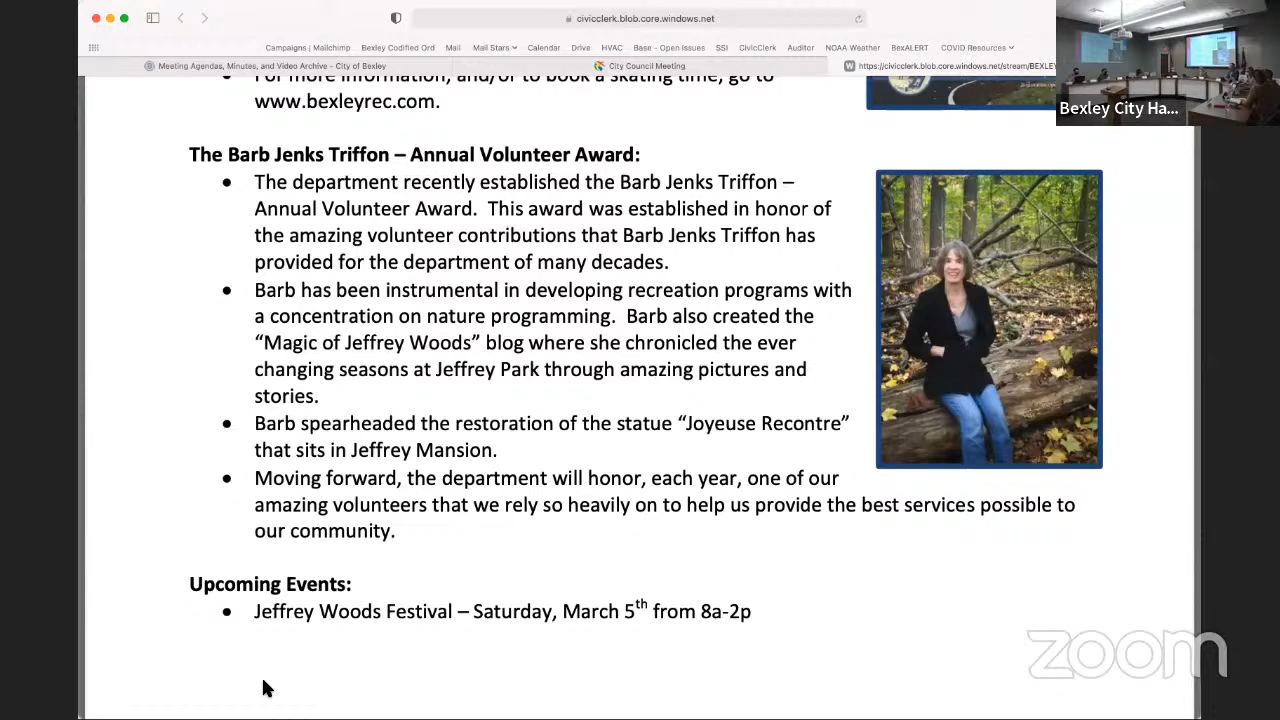 civicclerk.blob.core.windows.net
Campaigns | Mailchimp Bexley Codified Ord Mail Mail Stars Calendar Drive HVAC Base - Open Issues SSI CivicClerk Auditor NOAA Weather BexALERT COVID Resources
Meeting Agendas, Minutes, and Video Archive - City of Bexley City Council Meeting https://civicclerk.blob.core.windows.net/stream/BEXLEY
Bexley City Ha...
For more information, and/or to book a skating time, go to
www.bexleyrec.com.
The Barb Jenks Triffon – Annual Volunteer Award:
• The department recently established the Barb Jenks Triffon –
Annual Volunteer Award. This award was established in honor of
the amazing volunteer contributions that Barb Jenks Triffon has
provided for the department of many decades.
• Barb has been instrumental in developing recreation programs with
a concentration on nature programming. Barb also created the
“Magic of Jeffrey Woods” blog where she chronicled the ever
changing seasons at Jeffrey Park through amazing pictures and
stories.
• Barb spearheaded the restoration of the statue “Joyeuse Recontre”
that sits in Jeffrey Mansion.
• Moving forward, the department will honor, each year, one of our
amazing volunteers that we rely so heavily on to help us provide the best services possible to
our community.
Upcoming Events:
• Jeffrey Woods Festival – Saturday, March 5th from 8a-2p
zoom